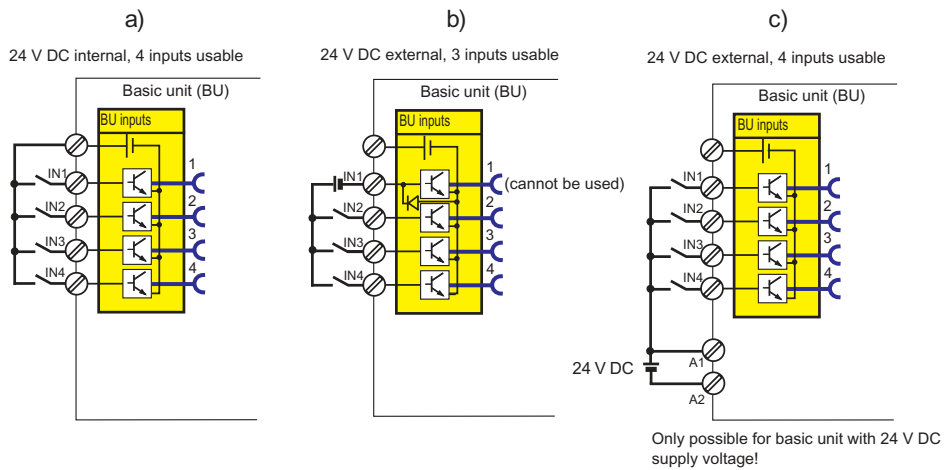 a)
24 V DC internal, 4 inputs usable
Basic unit (BU)
BU inputs
IN1
IN2
IN3
IN4
1
2
3
4
b)
24 V DC external, 3 inputs usable
Basic unit (BU)
BU inputs
IN1
IN2
IN3
IN4
1
(cannot be used)
2
3
4
c)
24 V DC external, 4 inputs usable
Basic unit (BU)
BU inputs
IN1
IN2
IN3
IN4
1
2
3
4
24 V DC
A1
A2
Only possible for basic unit with 24 V DC
supply voltage!